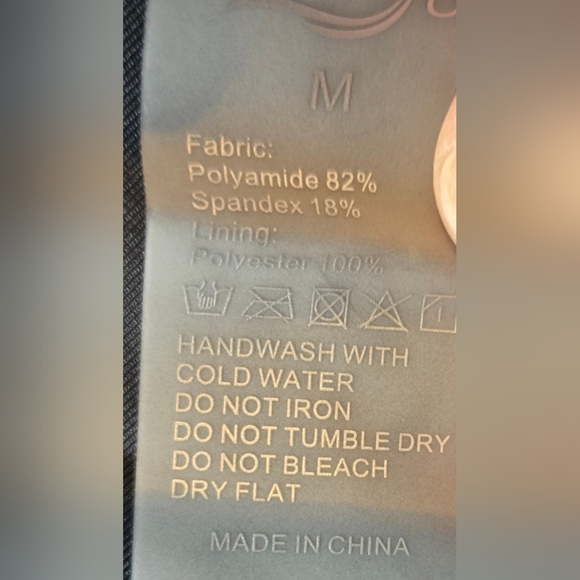 M
Fabric:
Polyamide 82%
Spandex 18%
Lining:
Polyester 100%
HANDWASH WITH
COLD WATER
DO NOT IRON
DO NOT TUMBLE DRY
DO NOT BLEACH
DRY FLAT
MADE IN CHINA